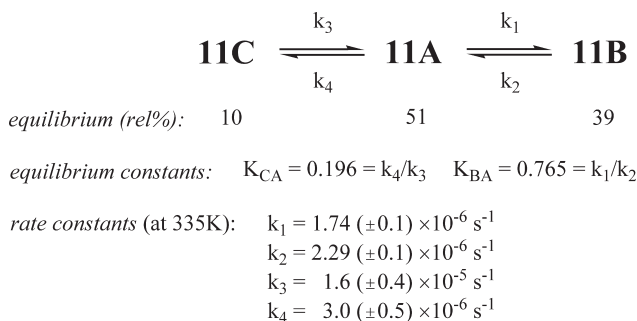 k₃ k₁
11C ⇌ 11A ⇌ 11B
k₄ k₂
equilibrium (rel%): 10 51 39
equilibrium constants: K_CA = 0.196 = k₄/k₃ K_BA = 0.765 = k₁/k₂
rate constants (at 335K): k₁ = 1.74 (±0.1) ×10⁻⁶ s⁻¹
k₂ = 2.29 (±0.1) ×10⁻⁶ s⁻¹
k₃ = 1.6 (±0.4) ×10⁻⁵ s⁻¹
k₄ = 3.0 (±0.5) ×10⁻⁶ s⁻¹